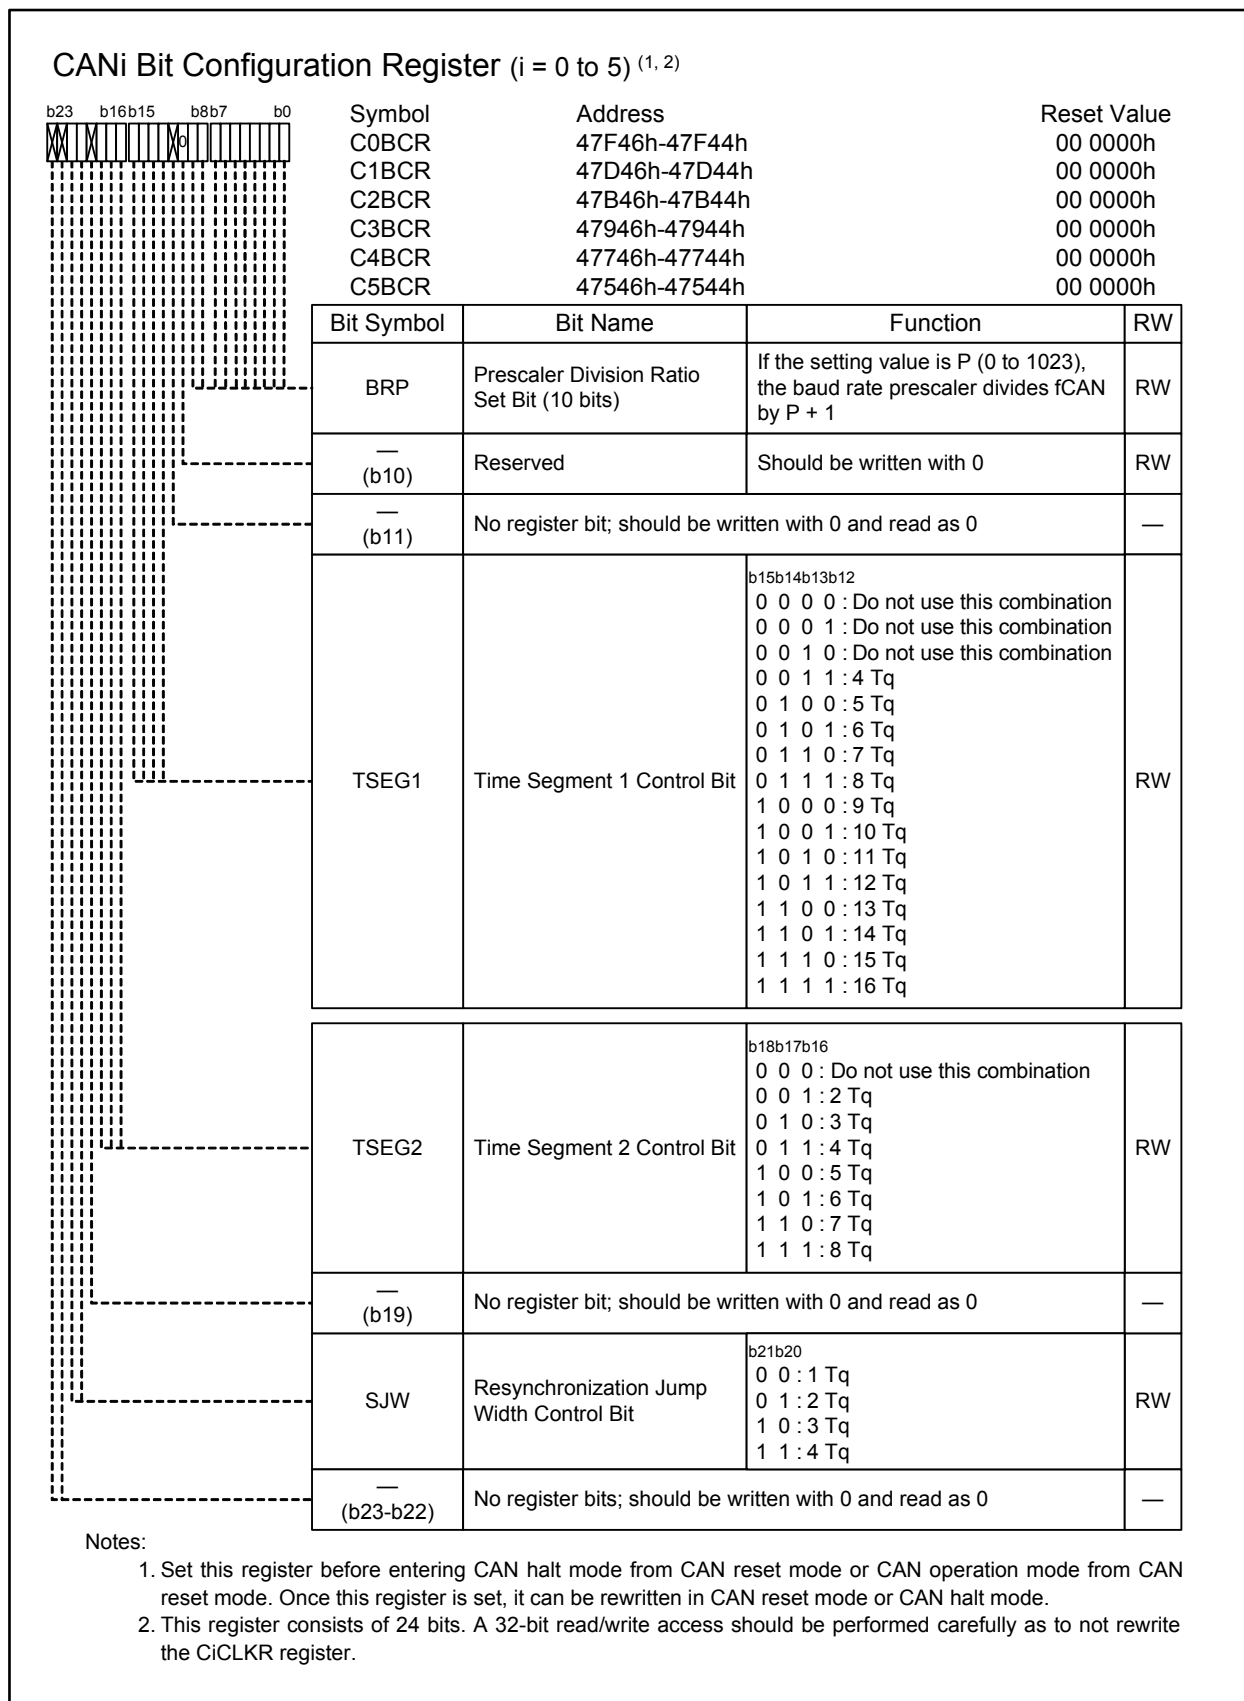 CANi Bit Configuration Register (i = 0 to 5) (1, 2)
b23 b16 b15 b8 b7 b0
0
Symbol Address Reset Value
C0BCR 47F46h-47F44h 00 0000h
C1BCR 47D46h-47D44h 00 0000h
C2BCR 47B46h-47B44h 00 0000h
C3BCR 47946h-47944h 00 0000h
C4BCR 47746h-47744h 00 0000h
C5BCR 47546h-47544h 00 0000h
Bit Symbol Bit Name Function RW
BRP
Prescaler Division Ratio
Set Bit (10 bits)
If the setting value is P (0 to 1023),
the baud rate prescaler divides fCAN
by P + 1
RW
—
(b10)
Reserved
Should be written with 0
RW
—
(b11)
No register bit; should be written with 0 and read as 0
—
TSEG1
Time Segment 1 Control Bit
b15b14b13b12
0 0 0 0 : Do not use this combination
0 0 0 1 : Do not use this combination
0 0 1 0 : Do not use this combination
0 0 1 1 : 4 Tq
0 1 0 0 : 5 Tq
0 1 0 1 : 6 Tq
0 1 1 0 : 7 Tq
0 1 1 1 : 8 Tq
1 0 0 0 : 9 Tq
1 0 0 1 : 10 Tq
1 0 1 0 : 11 Tq
1 0 1 1 : 12 Tq
1 1 0 0 : 13 Tq
1 1 0 1 : 14 Tq
1 1 1 0 : 15 Tq
1 1 1 1 : 16 Tq
RW
TSEG2
Time Segment 2 Control Bit
b18b17b16
0 0 0 : Do not use this combination
0 0 1 : 2 Tq
0 1 0 : 3 Tq
0 1 1 : 4 Tq
1 0 0 : 5 Tq
1 0 1 : 6 Tq
1 1 0 : 7 Tq
1 1 1 : 8 Tq
RW
—
(b19)
No register bit; should be written with 0 and read as 0
—
SJW
Resynchronization Jump
Width Control Bit
b21b20
0 0 : 1 Tq
0 1 : 2 Tq
1 0 : 3 Tq
1 1 : 4 Tq
RW
—
(b23-b22)
No register bits; should be written with 0 and read as 0
—
Notes:
1. Set this register before entering CAN halt mode from CAN reset mode or CAN operation mode from CAN
reset mode. Once this register is set, it can be rewritten in CAN reset mode or CAN halt mode.
2. This register consists of 24 bits. A 32-bit read/write access should be performed carefully as to not rewrite
the CiCLKR register.